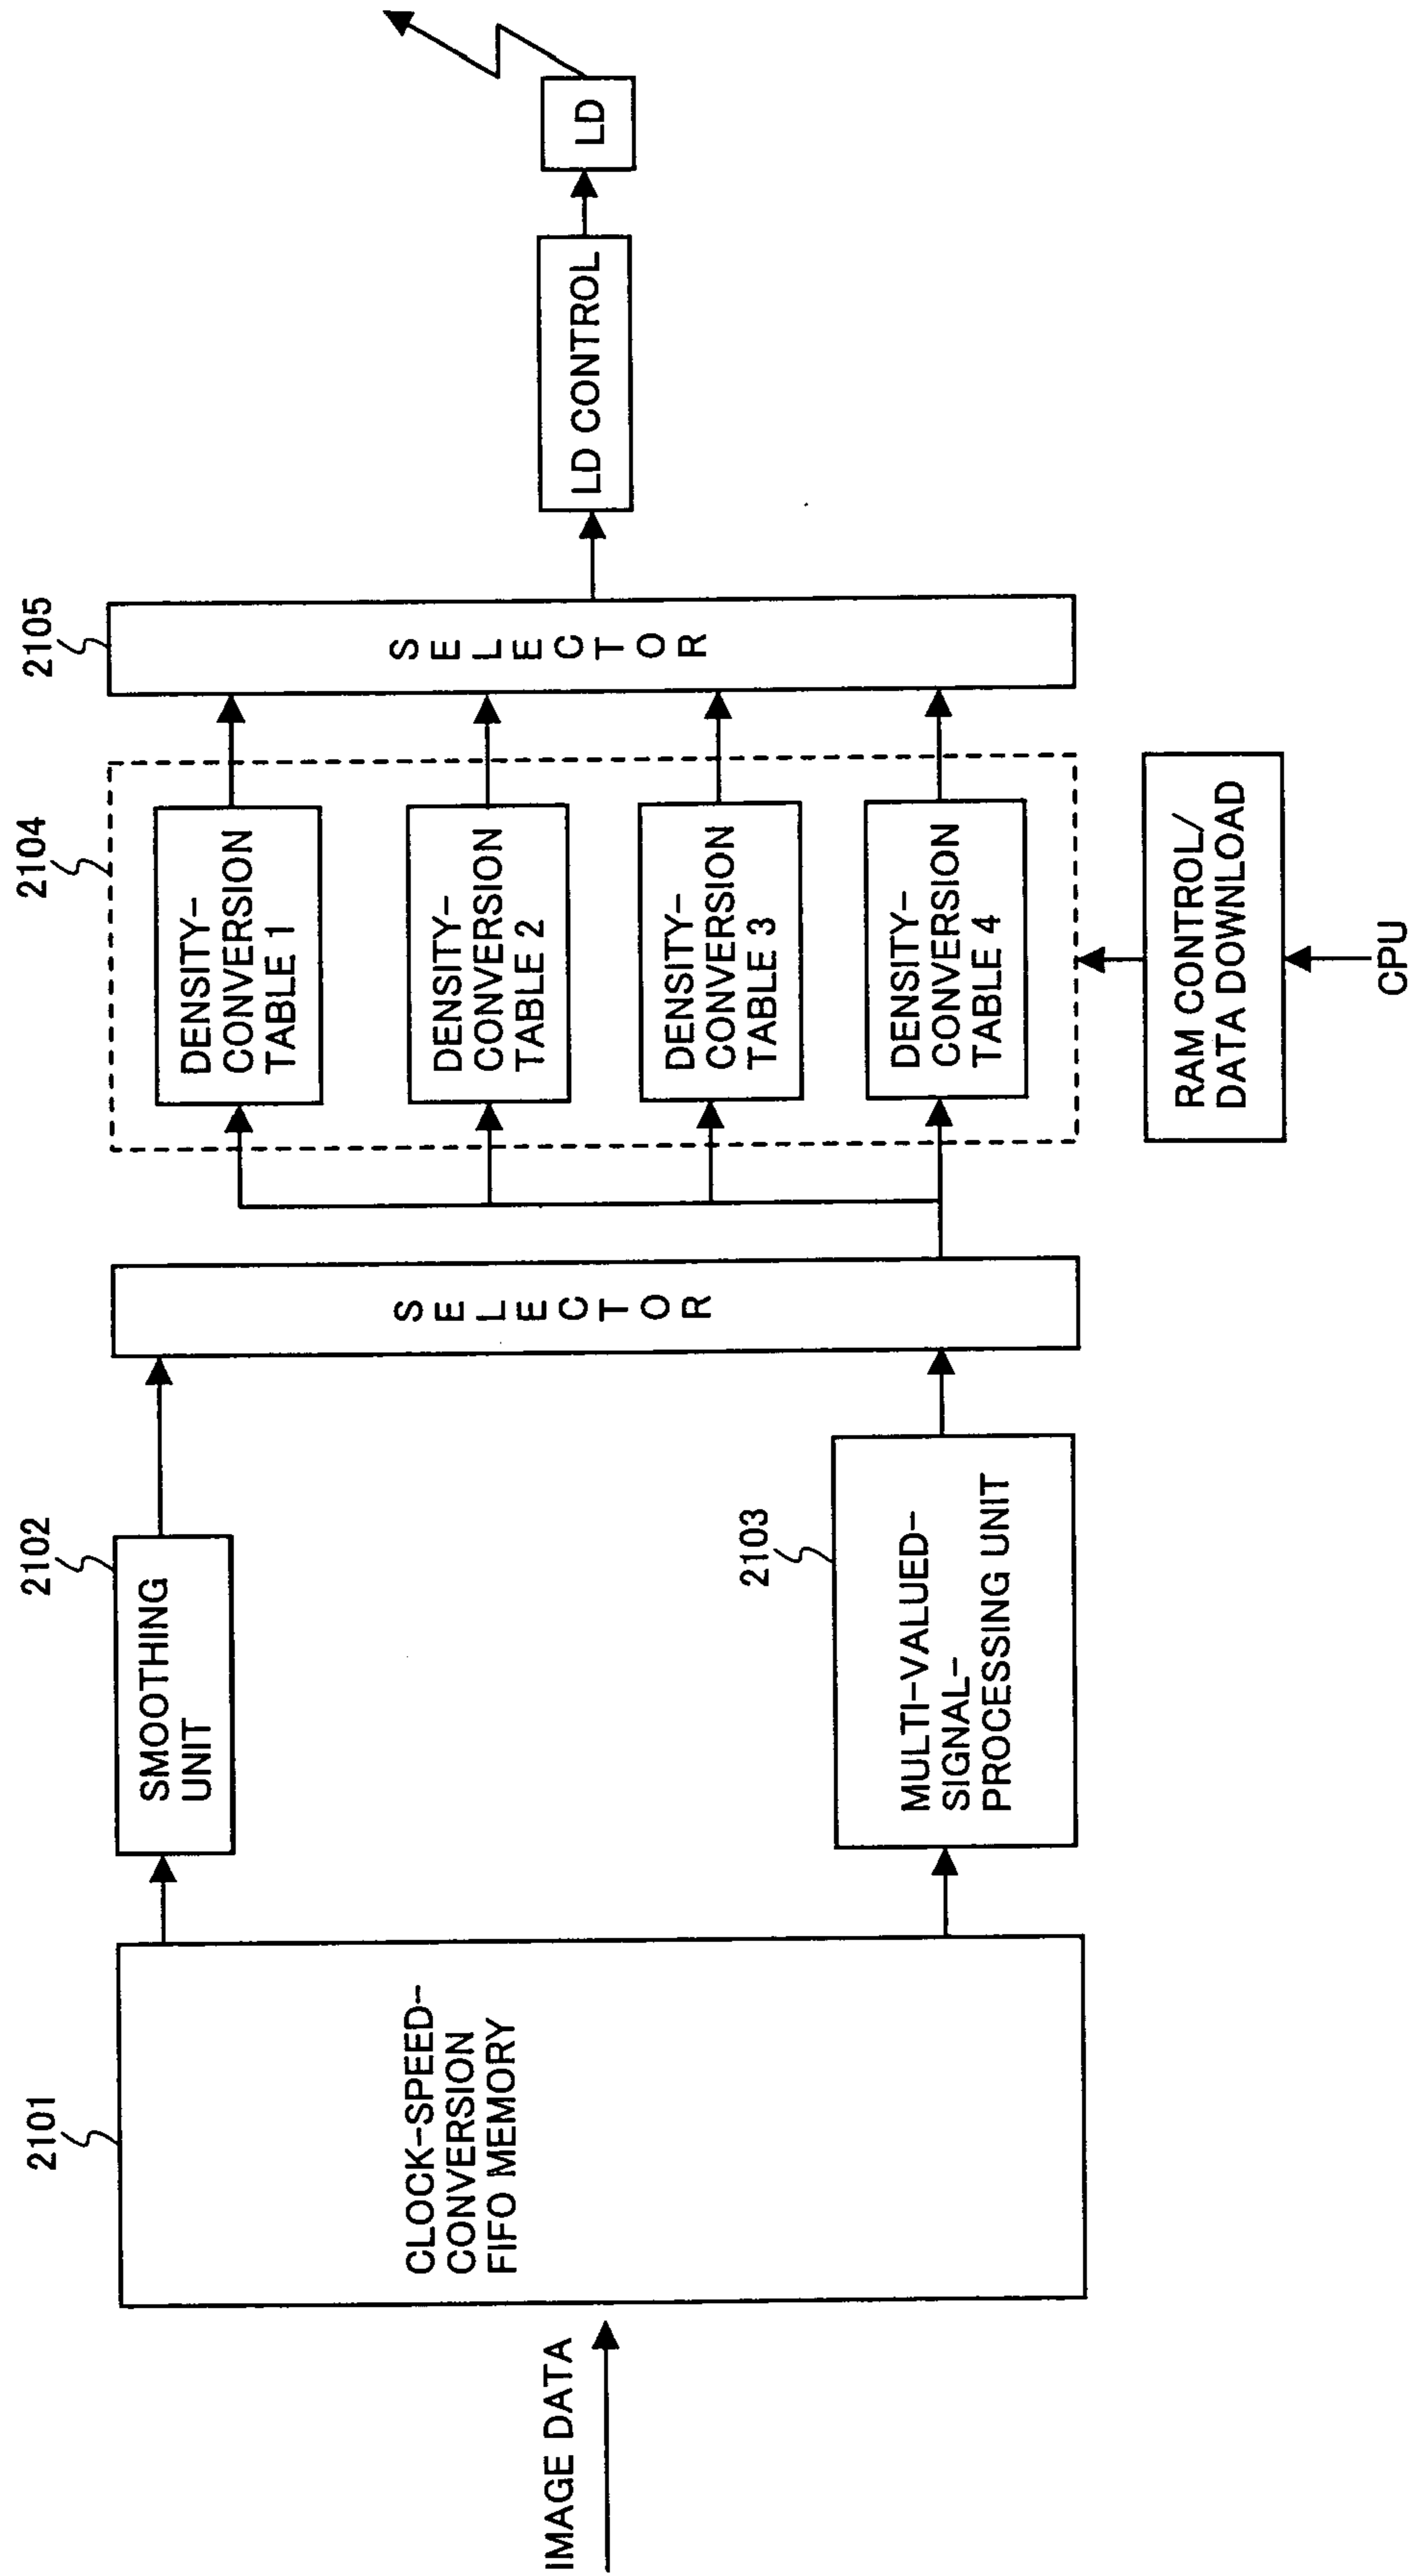 IMAGE DATA
2101
CLOCK-SPEED-
CONVERSION
FIFO MEMORY
2102
SMOOTHING
UNIT
2103
MULTI-VALUED-
SIGNAL-
PROCESSING UNIT
SELECTOR
2104
DENSITY-
CONVERSION
TABLE 1
DENSITY-
CONVERSION
TABLE 2
DENSITY-
CONVERSION
TABLE 3
DENSITY-
CONVERSION
TABLE 4
RAM CONTROL/
DATA DOWNLOAD
CPU
2105
SELECTOR
LD CONTROL
LD